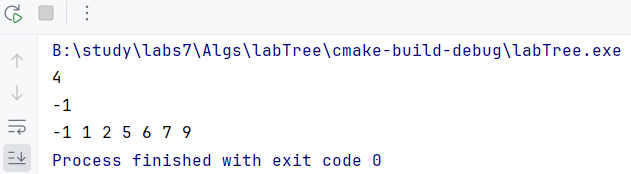 B:\study\labs7\Algs\labTree\cmake-build-debug\labTree.exe
4
-1
-1 1 2 5 6 7 9
Process finished with exit code 0